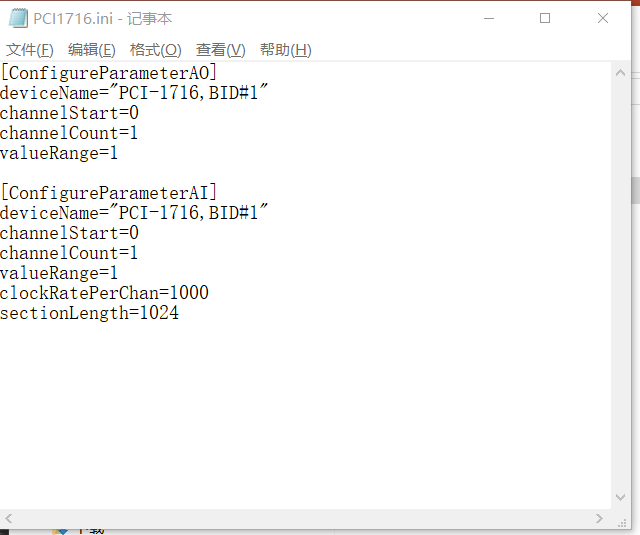 PCI1716.ini - 记事本
文件(F) 编辑(E) 格式(O) 查看(V) 帮助(H)
[ConfigureParameterAO]
deviceName="PCI-1716,BID#1"
channelStart=0
channelCount=1
valueRange=1
[ConfigureParameterAI]
deviceName="PCI-1716,BID#1"
channelStart=0
channelCount=1
valueRange=1
clockRatePerChan=1000
sectionLength=1024